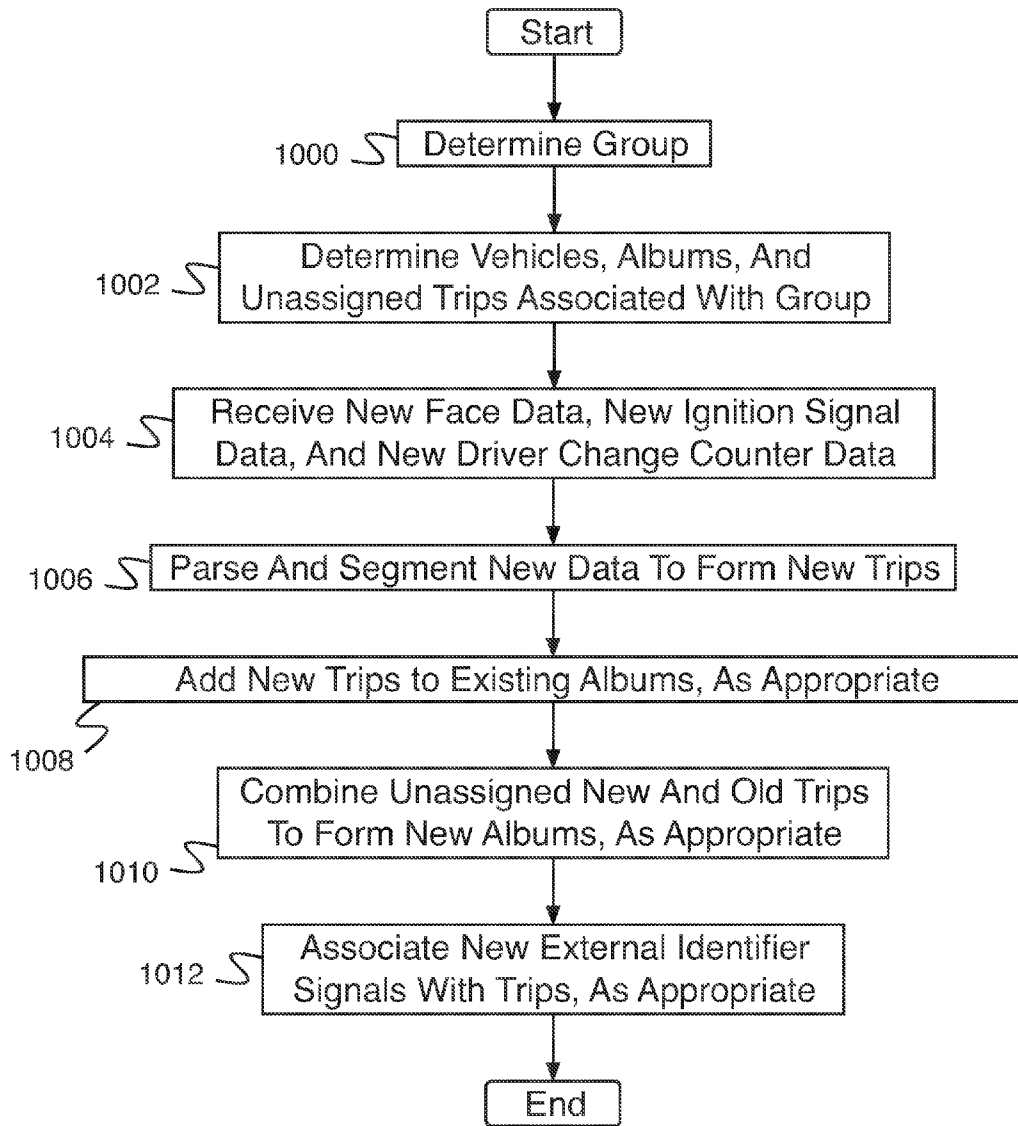 Start
1000
Determine Group
1002
Determine Vehicles, Albums, And
Unassigned Trips Associated With Group
1004
Receive New Face Data, New Ignition Signal
Data, And New Driver Change Counter Data
1006
Parse And Segment New Data To Form New Trips
Add New Trips to Existing Albums, As Appropriate
1008
Combine Unassigned New And Old Trips
To Form New Albums, As Appropriate
1010
Associate New External Identifier
Signals With Trips, As Appropriate
1012
End